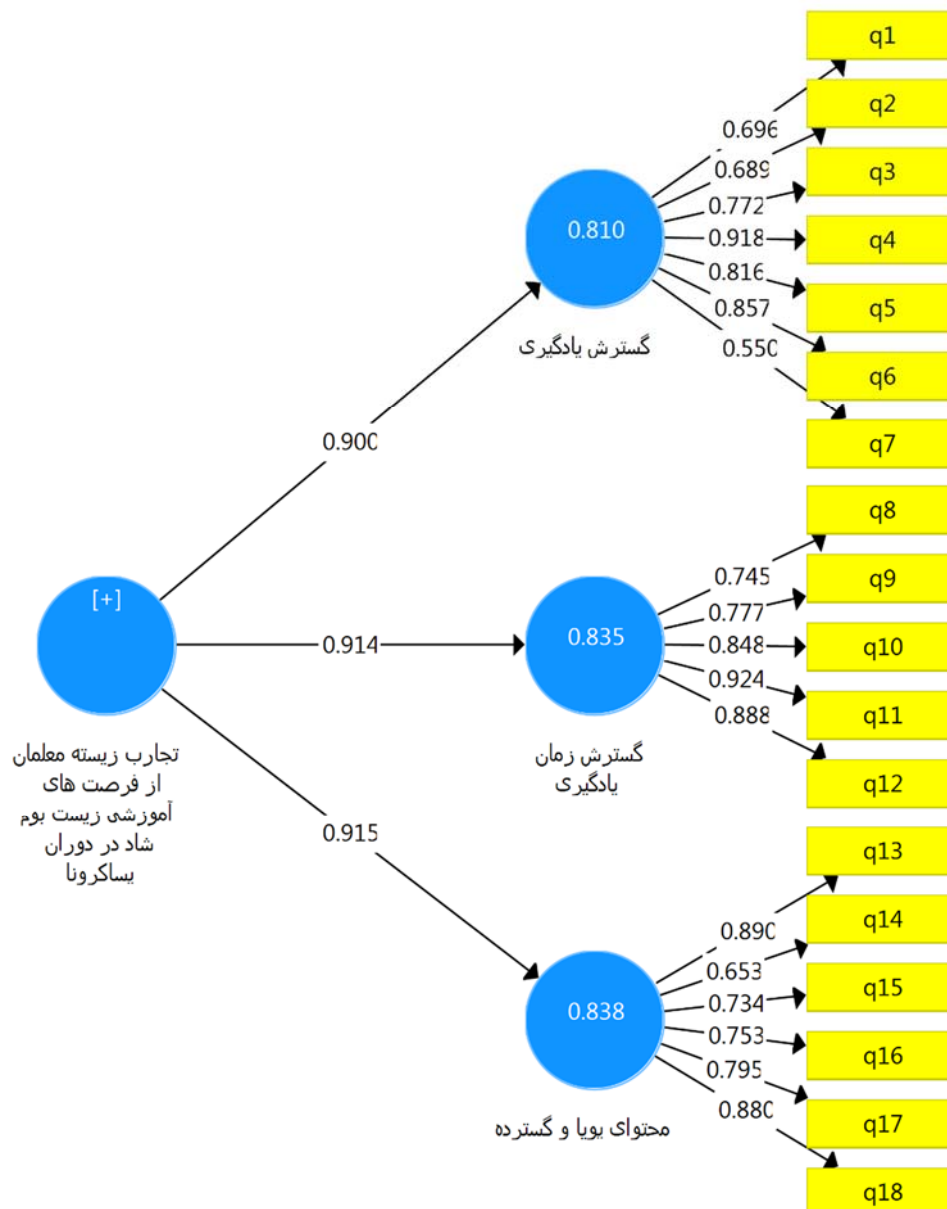 q1
q2
q3
q4
q5
q6
q7
0.696
0.689
0.772
0.918
0.816
0.857
0.550
0.810
گسترش یادگیری
0.900
q8
q9
q10
q11
q12
0.745
0.777
0.848
0.924
0.888
0.835
گسترش زمان
یادگیری
0.914
[+]
تجارب زیسته معلمان
از فرصت های
آموزشی زیست بوم
شاد در دوران
پساکرونا
0.915
q13
q14
q15
q16
q17
q18
0.890
0.653
0.734
0.753
0.795
0.880
0.838
محتوای پویا و گسترده